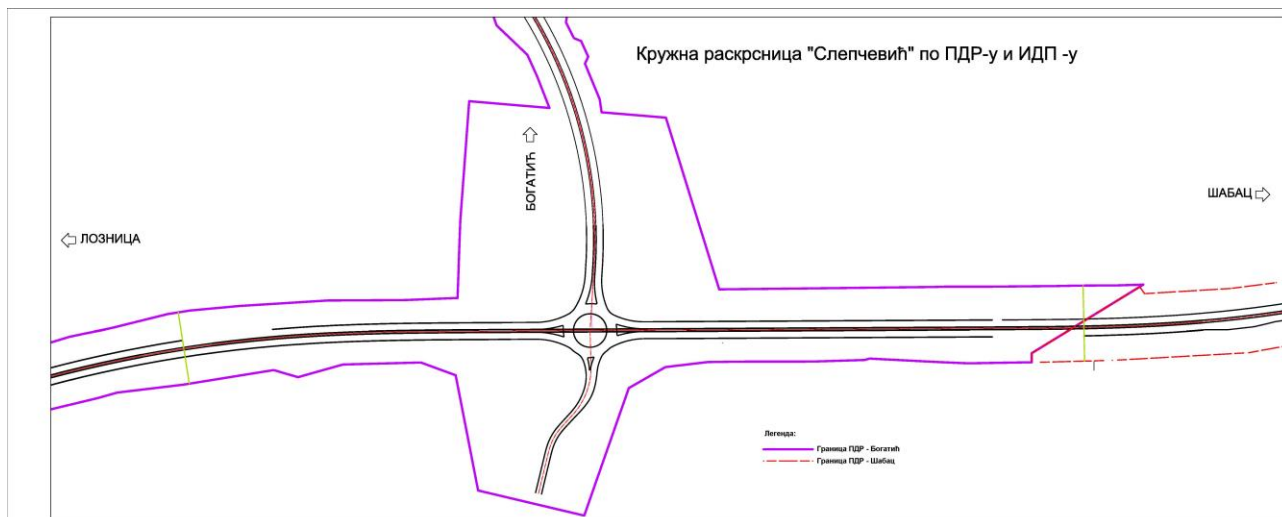 Кружна раскрсница "Слепчевић" по ПДР-у и ИДП -у
БОГАТИЋ
ШАБАЦ
ЛОЗНИЦА
Легенда:
Граница ПДР - Богатић
Граница ПДР - Шабац